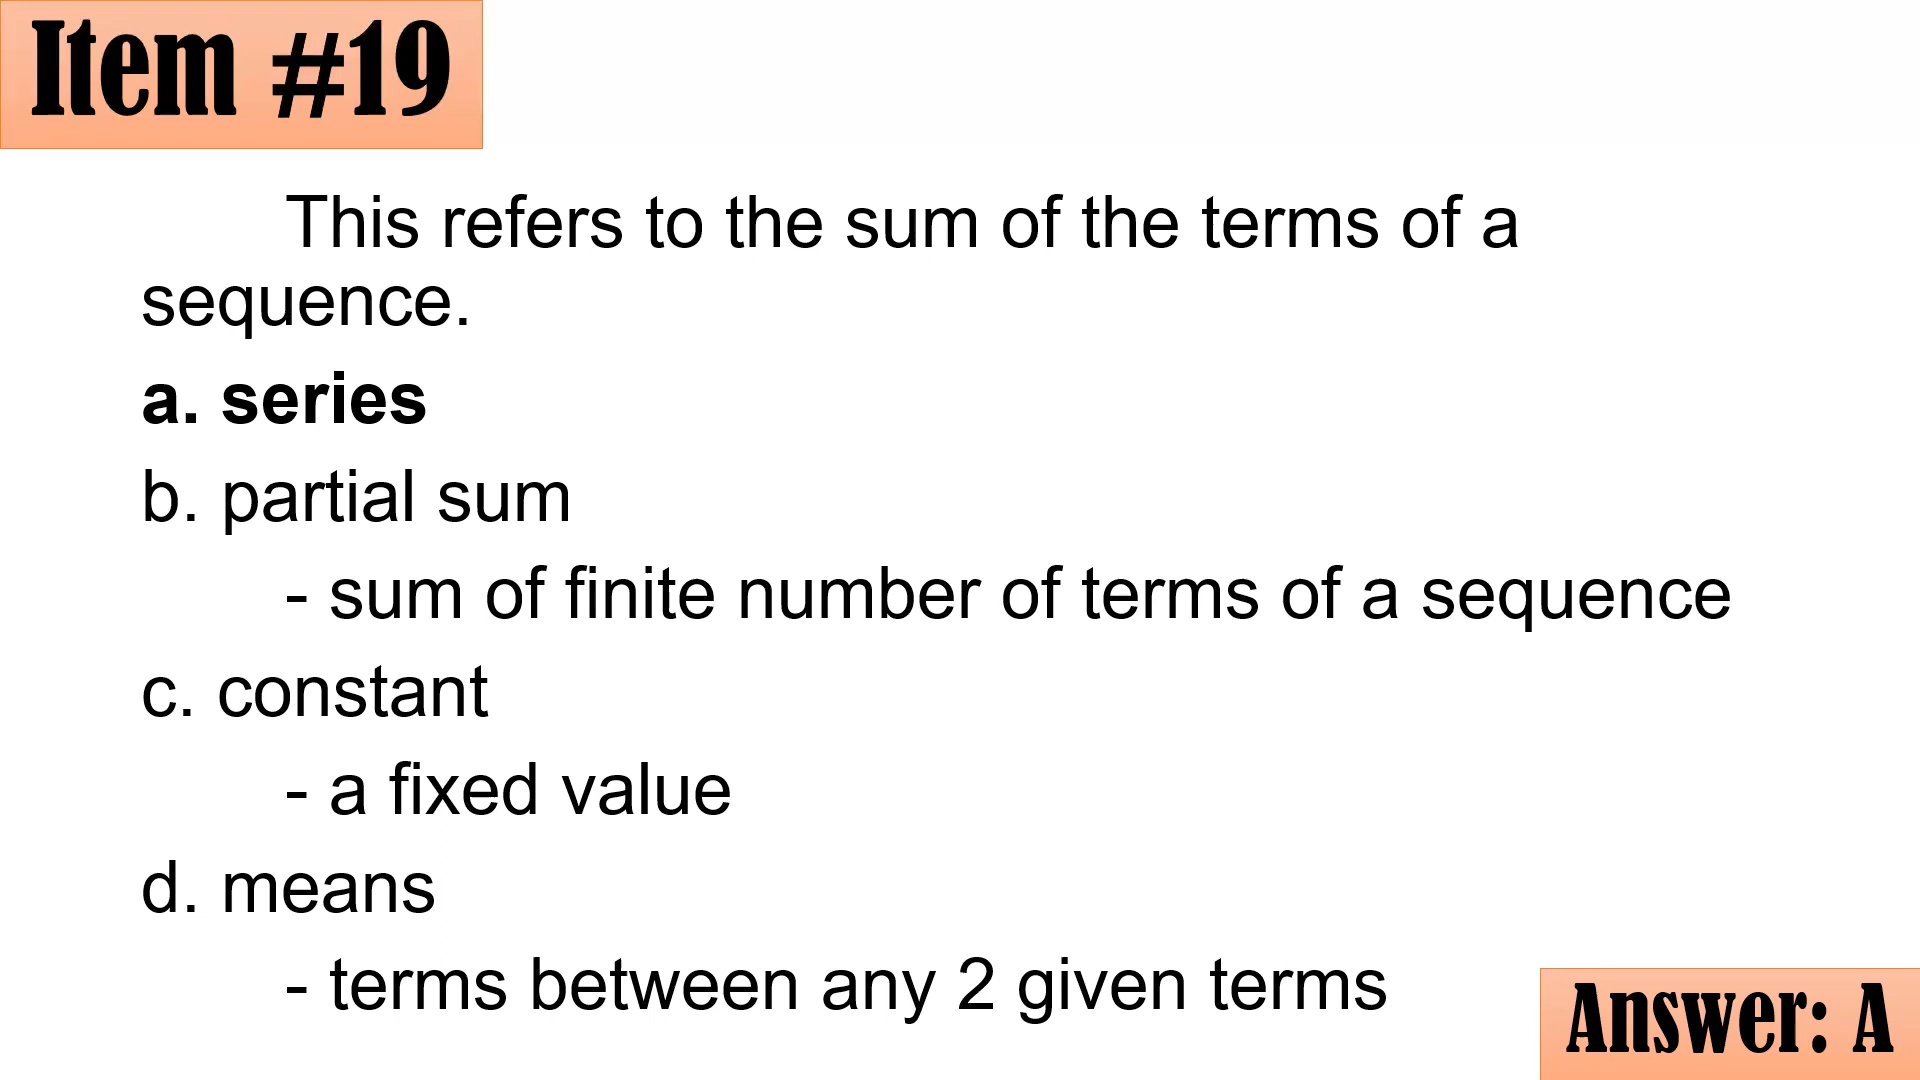 Item #19
This refers to the sum of the terms of a
sequence.
a. series
b. partial sum
- sum of finite number of terms of a sequence
c. constant
- a fixed value
d. means
- terms between any 2 given terms
Answer: A